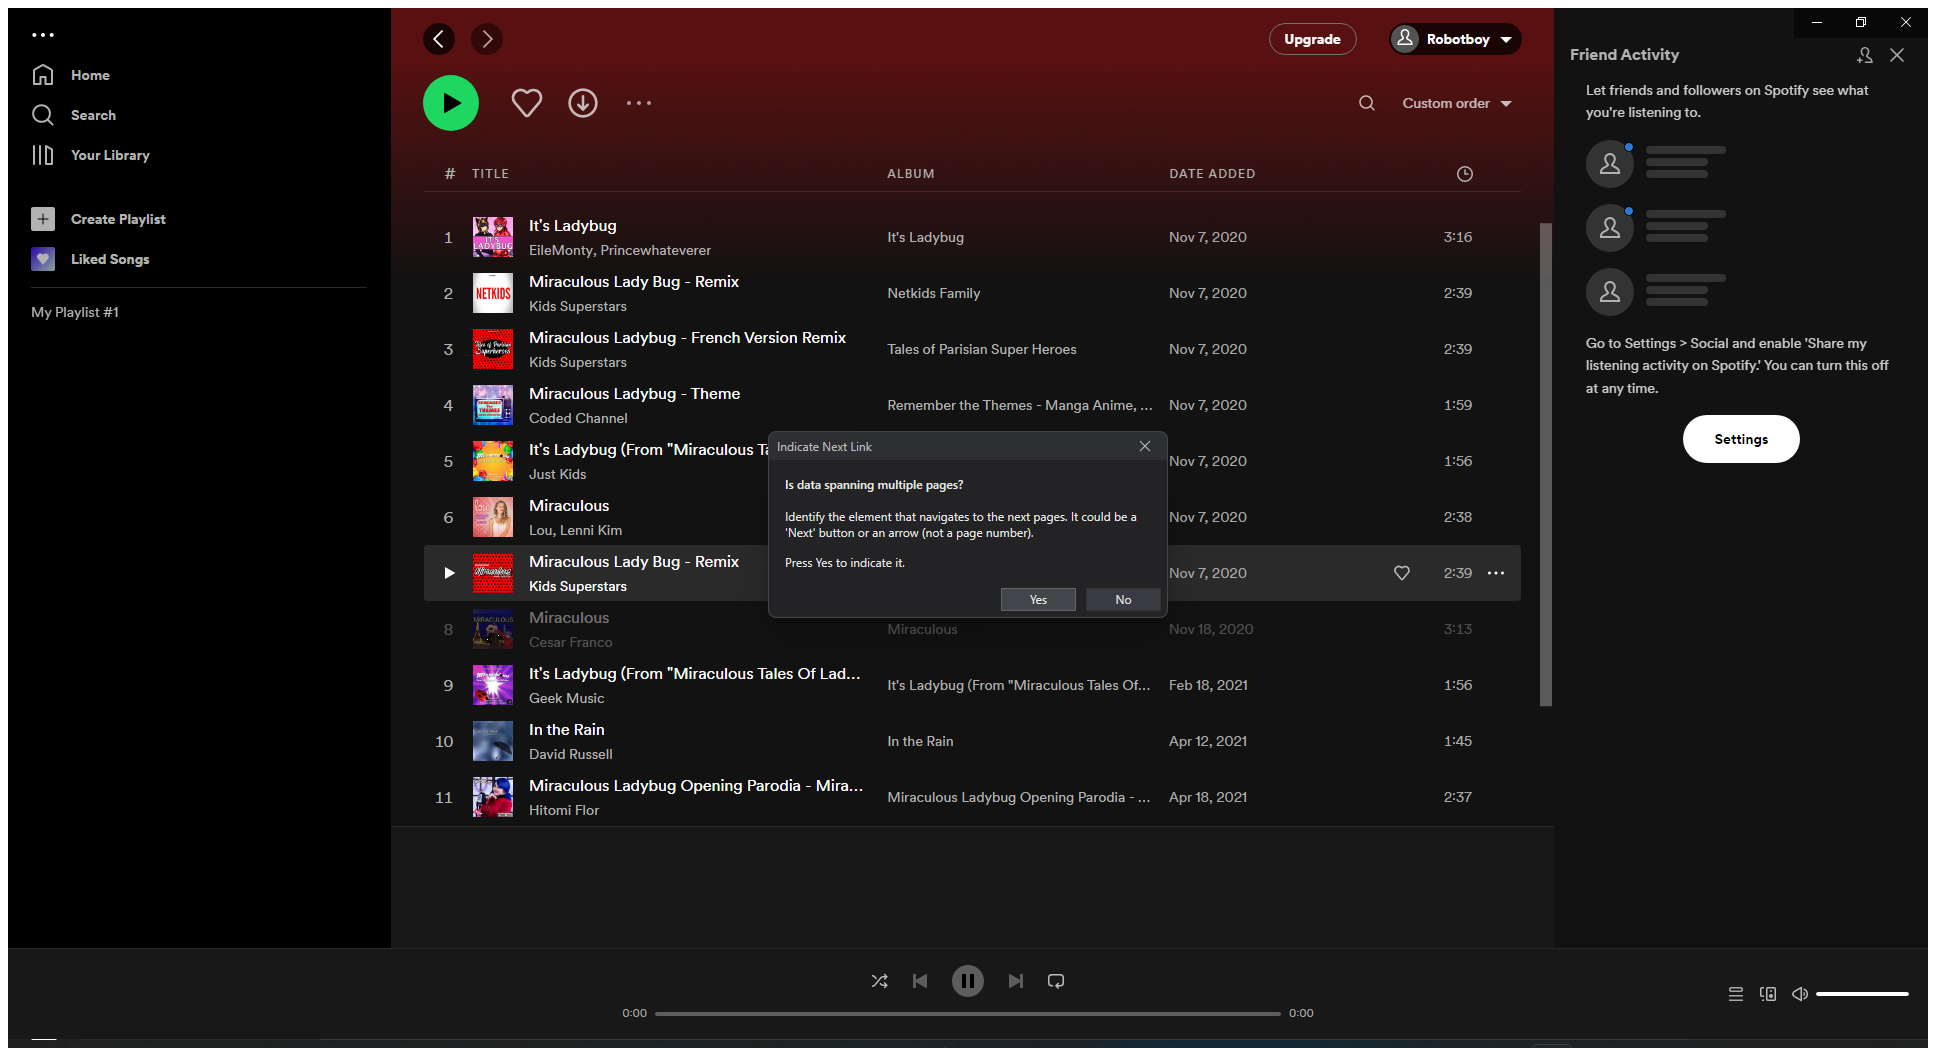 Home
Search
Your Library
Create Playlist
Liked Songs
My Playlist #1
Upgrade
Robotboy
Custom order
# TITLE ALBUM DATE ADDED
1 It's Ladybug
EileMonty, Princewhateverer
It's Ladybug Nov 7, 2020 3:16
IT'S LADYBUG
2 Miraculous Lady Bug - Remix
Kids Superstars
Netkids Family Nov 7, 2020 2:39
NETKIDS
3 Miraculous Ladybug - French Version Remix
Kids Superstars
Tales of Parisian Super Heroes Nov 7, 2020 2:39
Tales of Parisian Superheroes
4 Miraculous Ladybug - Theme
Coded Channel
Remember the Themes - Manga Anime, ... Nov 7, 2020 1:59
REMEMBER The THEMES
5 It's Ladybug (From "Miraculous Ta
Just Kids
Nov 7, 2020 1:56
6 Miraculous
Lou, Lenni Kim
Nov 7, 2020 2:38
lou
Miraculous Lady Bug - Remix
Kids Superstars
Nov 7, 2020 2:39
8 Miraculous
Cesar Franco
Miraculous Nov 18, 2020 3:13
MIRACULOUS
9 It's Ladybug (From "Miraculous Tales Of Lad...
Geek Music
It's Ladybug (From "Miraculous Tales Of... Feb 18, 2021 1:56
10 In the Rain
David Russell
In the Rain Apr 12, 2021 1:45
11 Miraculous Ladybug Opening Parodia - Mira...
Hitomi Flor
Miraculous Ladybug Opening Parodia - ... Apr 18, 2021 2:37
Indicate Next Link
Is data spanning multiple pages?
Identify the element that navigates to the next pages. It could be a
'Next' button or an arrow (not a page number).
Press Yes to indicate it.
Yes No
Friend Activity
Let friends and followers on Spotify see what
you're listening to.
Go to Settings > Social and enable 'Share my
listening activity on Spotify.' You can turn this off
at any time.
Settings
0:00 0:00